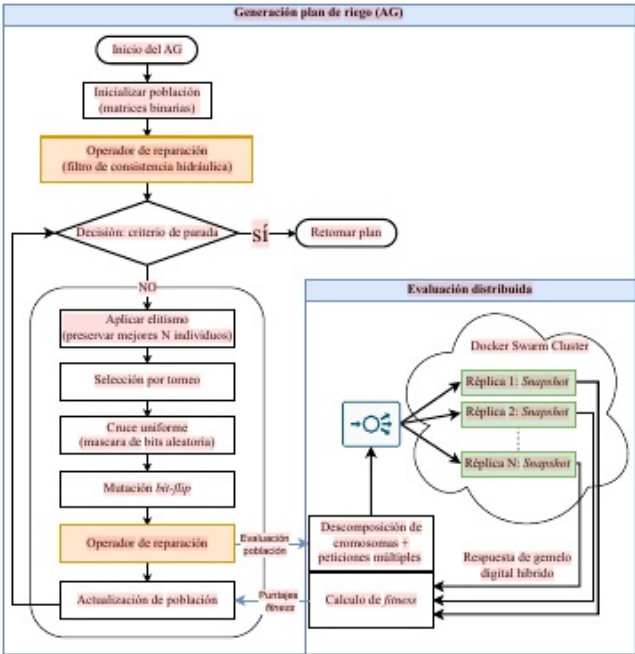 Generación plan de riego (AG)
Inicio del AG
Inicializar población
(matrices binarias)
Operador de reparación
(filtro de consistencia hidráulica)
Decisión: criterio de parada
SÍ
Retornar plan
NO
Aplicar elitismo
(preservar mejores N individuos)
Selección por torneo
Cruce uniforme
(mascara de bits aleatoria)
Mutación bit-flip
Operador de reparación
Actualización de población
Evaluación
población
Puntajes
fitness
Evaluación distribuida
Docker Swarm Cluster
Réplica 1: Snapshot
Réplica 2: Snapshot
Réplica N: Snapshot
Descomposición de
cromosomas +
peticiones múltiples
Respuesta de gemelo
digital híbrido
Calculo de fitness